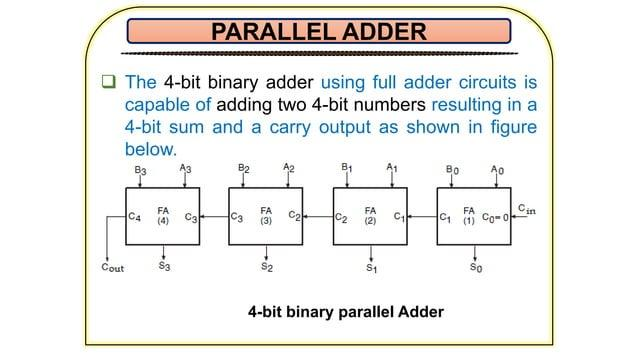 PARALLEL ADDER
The 4-bit binary adder using full adder circuits is
capable of adding two 4-bit numbers resulting in a
4-bit sum and a carry output as shown in figure
below.
B3 A3 B2 A2 B1 A1 B0 A0
FA FA FA FA Cin
C4 (4) C3 C3 (3) C2 C2 (2) C1 C1 (1) C0= 0
Cout S3 S2 S1 S0
4-bit binary parallel Adder